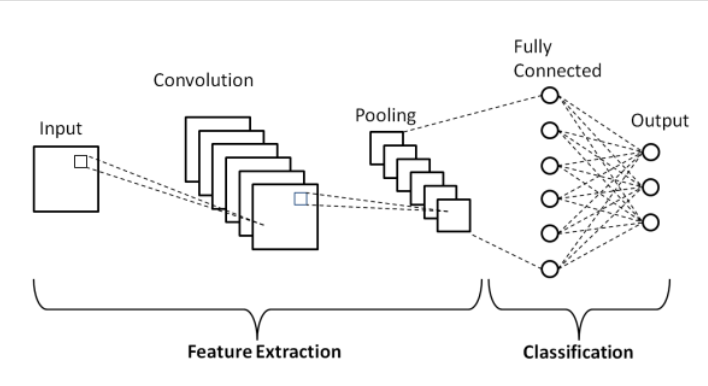 Fully
Connected
Convolution
Pooling
Input
Output
Feature Extraction
Classification